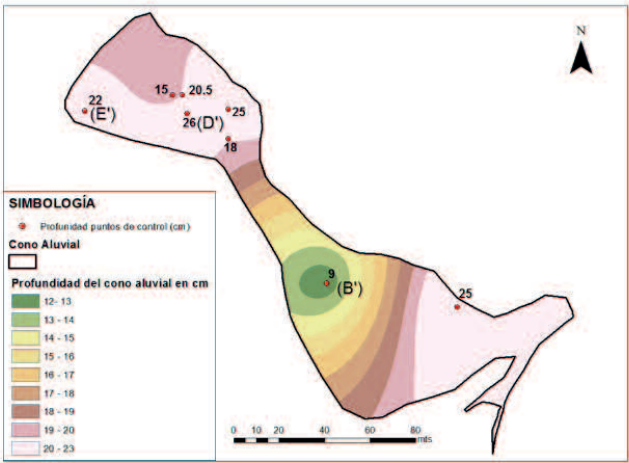 N
15
20.5
22
(E')
26
(D')
25
18
9
(B')
25
SIMBOLOGÍA
Profunidad puntos de control (cm)
Cono Aluvial
Profundidad del cono aluvial en cm
12- 13
13 - 14
14 - 15
15 - 16
16 - 17
17 - 18
18 - 19
19 - 20
20 - 23
0 10 20 40 60 80
mts